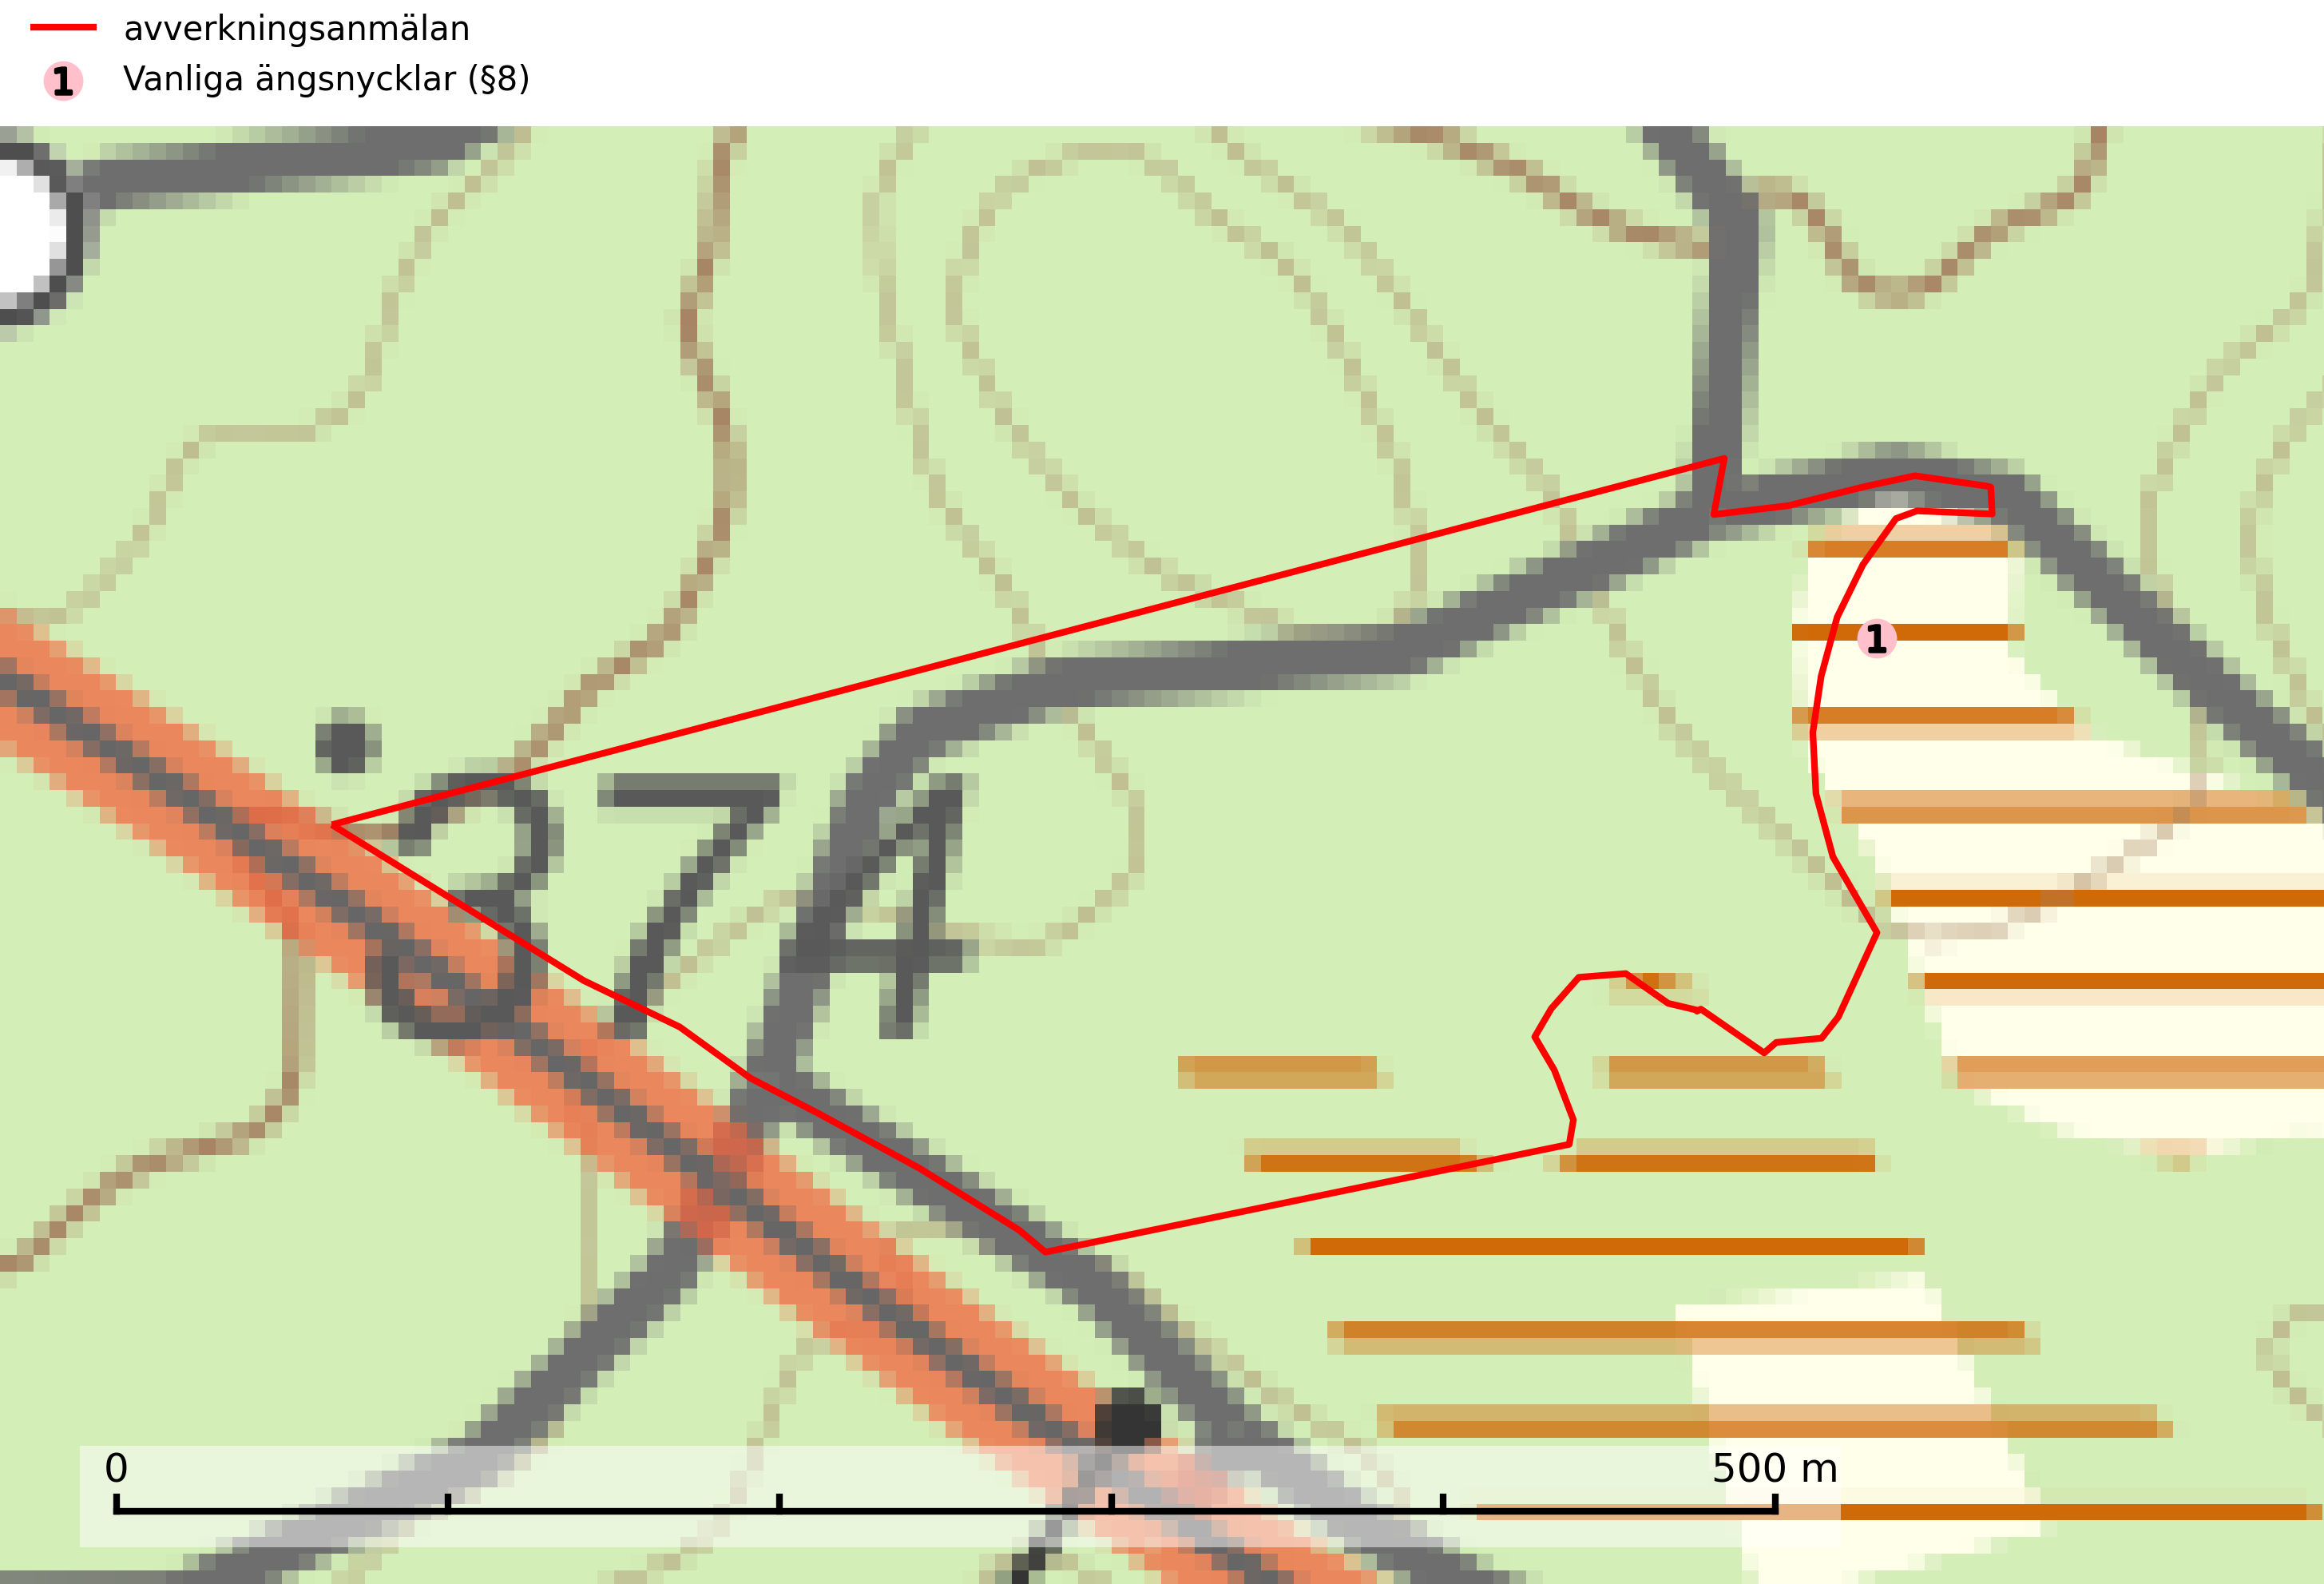 avverkningsanmälan
1 Vanliga ängsnycklar (§8)
1
374
0 500 m